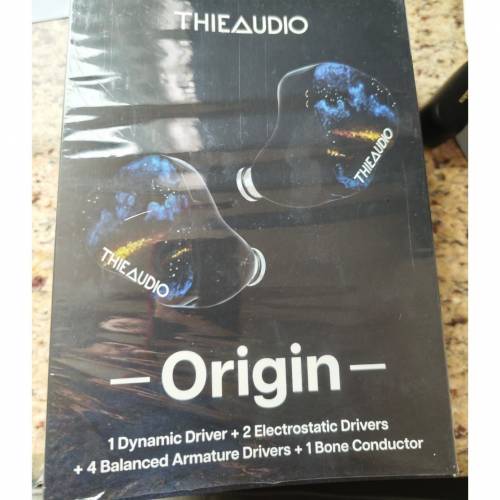 THIEAUDIO
THIEAUDIO
THIEAUDIO
Origin
1 Dynamic Driver + 2 Electrostatic Drivers
+ 4 Balanced Armature Drivers + 1 Bone Conductor